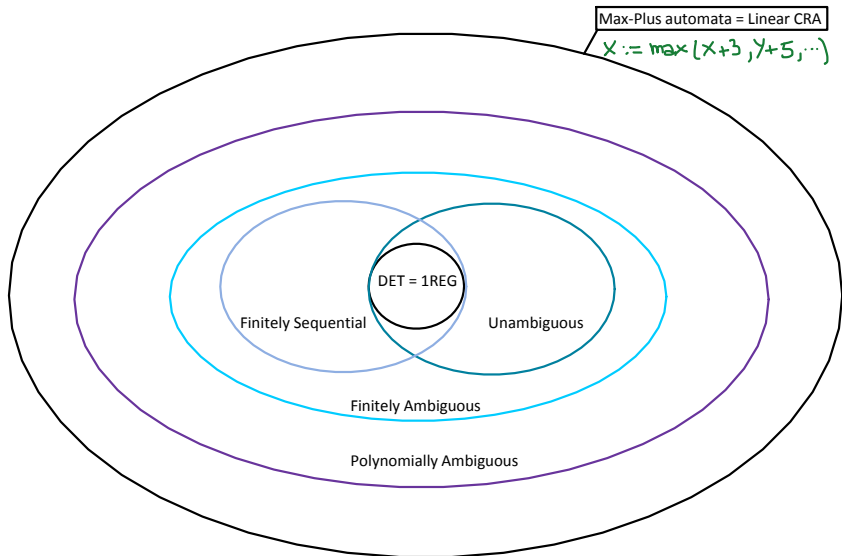 Max-Plus automata = Linear CRA
X := max(X+3, Y+5, ...)
DET = 1REG
Finitely Sequential
Unambiguous
Finitely Ambiguous
Polynomially Ambiguous